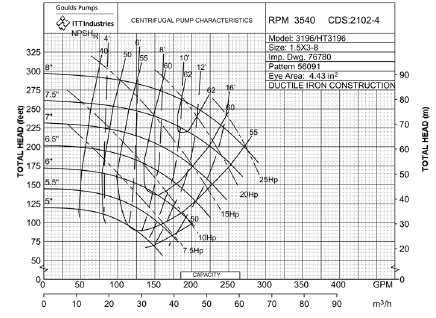 Goulds Pumps
ITT Industries
CENTRIFUGAL PUMP CHARACTERISTICS
RPM 3540 CDS:2102-4
NPSHR
Model: 3196/HT3196
Size: 1.5X3-8
Imp. Dwg. 76780
Pattern 56091
Eye Area: 4.43 in²
DUCTILE IRON CONSTRUCTION
4' 6' 8' 10' 12' 16'
40 50 55 60 62 62 60 55 50
8"
7.5"
7"
6.5"
6"
5.5"
5"
25Hp
20Hp
15Hp
10Hp
7.5Hp
TOTAL HEAD (feet)
325
300
275
250
225
200
175
150
125
100
75
50
0
TOTAL HEAD (m)
90
80
70
60
50
40
30
20
0
CAPACITY
0 50 100 150 200 250 300 350 400 GPM
0 10 20 30 40 50 60 70 80 90 m³/h